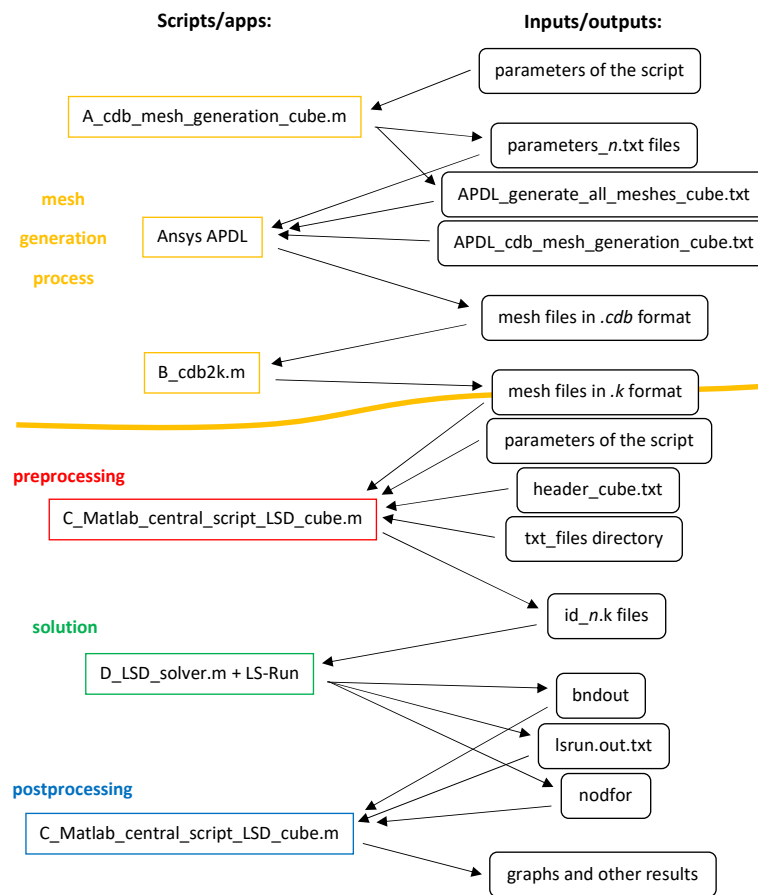 Scripts/apps:
Inputs/outputs:
parameters of the script
A_cdb_mesh_generation_cube.m
parameters_n.txt files
mesh
APDL_generate_all_meshes_cube.txt
generation
Ansys APDL
APDL_cdb_mesh_generation_cube.txt
process
mesh files in .cdb format
B_cdb2k.m
mesh files in .k format
parameters of the script
preprocessing
header_cube.txt
C_Matlab_central_script_LSD_cube.m
txt_files directory
id_n.k files
solution
D_LSD_solver.m + LS-Run
bndout
lsrun.out.txt
postprocessing
nodfor
C_Matlab_central_script_LSD_cube.m
graphs and other results